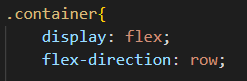 .container{
display: flex;
flex-direction: row;